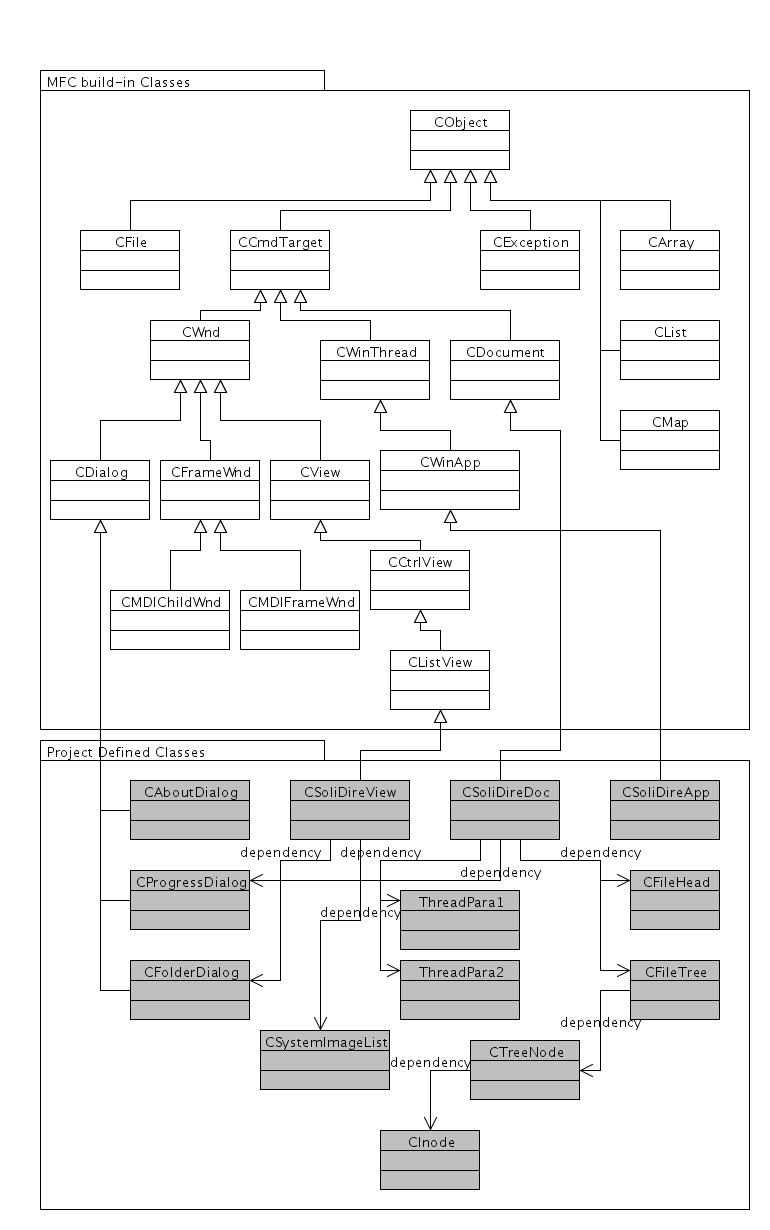 MFC build-in Classes
CObject
CFile
CCmdTarget
CException
CArray
CWnd
CWinThread
CDocument
CList
CMap
CDialog
CFrameWnd
CView
CWinApp
CCtrlView
CMDIChildWnd
CMDIFrameWnd
CListView
Project Defined Classes
CAboutDialog
CSoliDireView
CSoliDireDoc
CSoliDireApp
dependency
dependency
dependency
dependency
CProgressDialog
CFileHead
ThreadPara1
dependency
CFolderDialog
ThreadPara2
CFileTree
dependency
CSystemImageList
CTreeNode
dependency
CInode